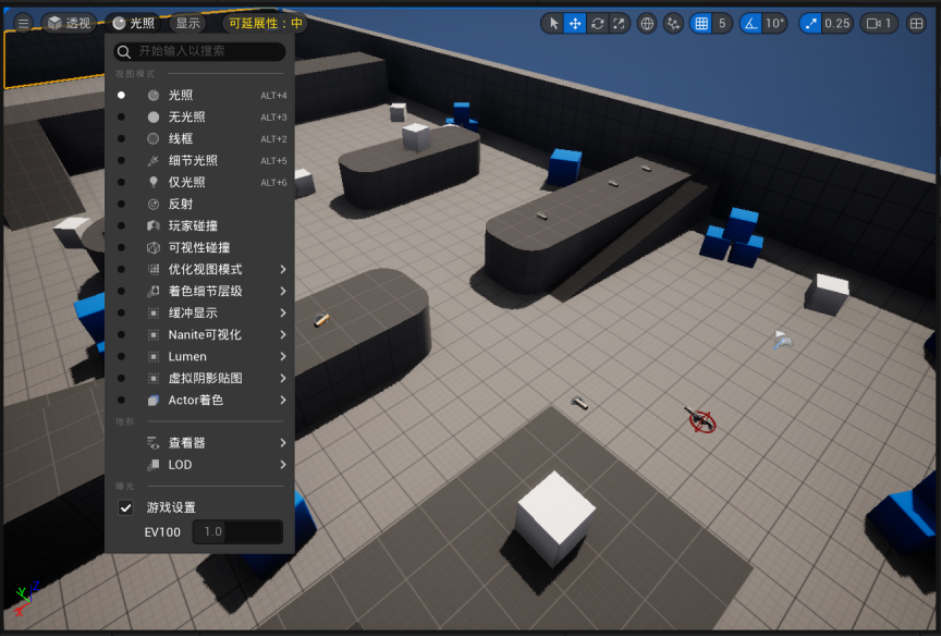 透视 光照 显示 可延展性：中 5 10° 0.25 1
开始输入以搜索
视图模式
光照 ALT+4
无光照 ALT+3
线框 ALT+2
细节光照 ALT+5
仅光照 ALT+6
反射
玩家碰撞
可视性碰撞
优化视图模式
着色细节层级
缓冲显示
Nanite可视化
Lumen
虚拟阴影贴图
Actor着色
地形
查看器
LOD
曝光
游戏设置
EV100 1.0
Z
Y
X